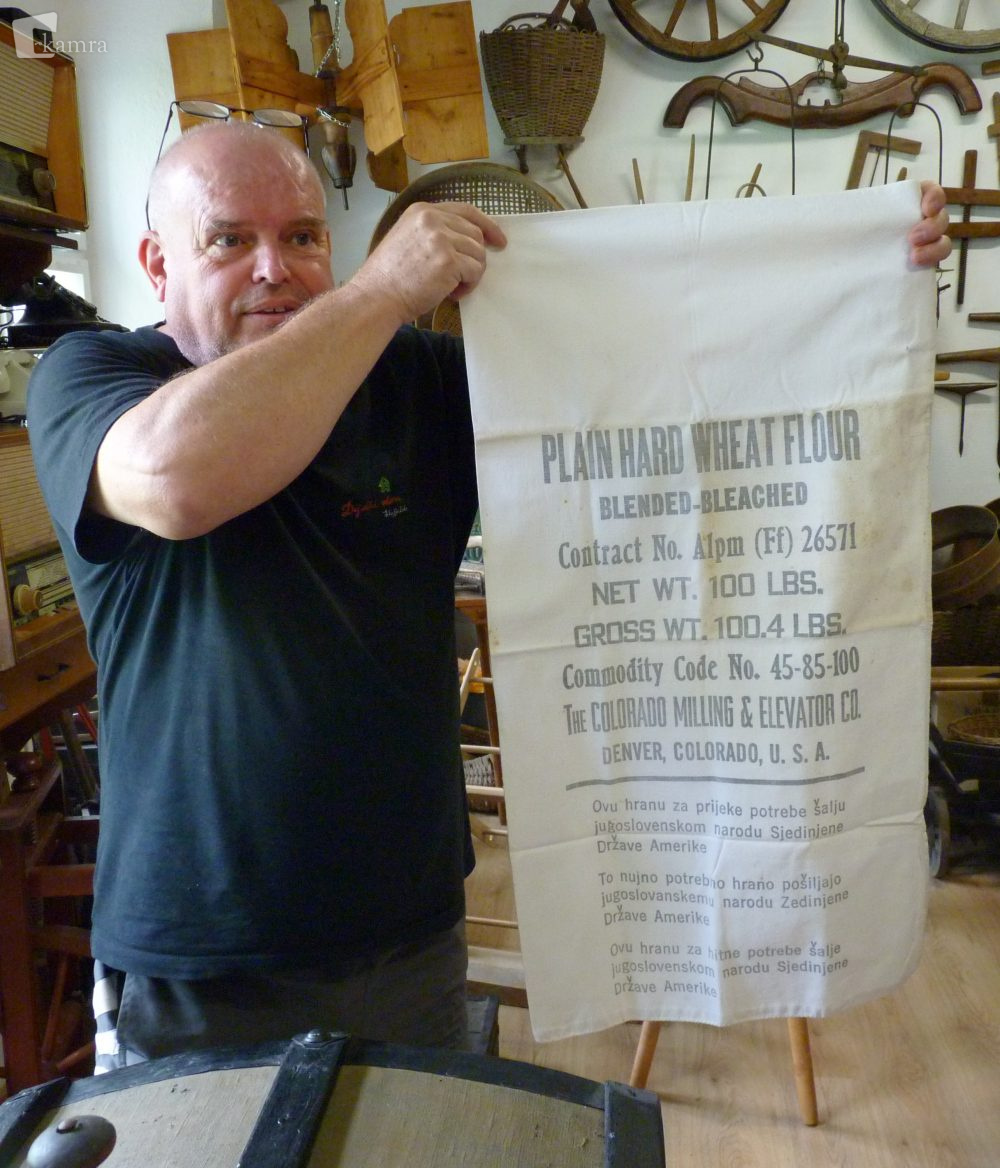 kamra
PLAIN HARD WHEAT FLOUR
BLENDED-BLEACHED
Contract No. A1pm (Ff) 26571
NET WT. 100 LBS.
GROSS WT. 100.4 LBS.
Commodity Code No. 45-85-100
THE COLORADO MILLING & ELEVATOR CO.
DENVER, COLORADO, U. S. A.
Ovu hranu za prijeke potrebe šalju
jugoslovenskom narodu Sjedinjene
Države Amerike
To nujno potrebno hrano pošiljajo
jugoslovanskemu narodu Zedinjene
Države Amerike
Ovu hranu za hitne potrebe šalje
jugoslovenskom narodu Sjedinjene
Države Amerike